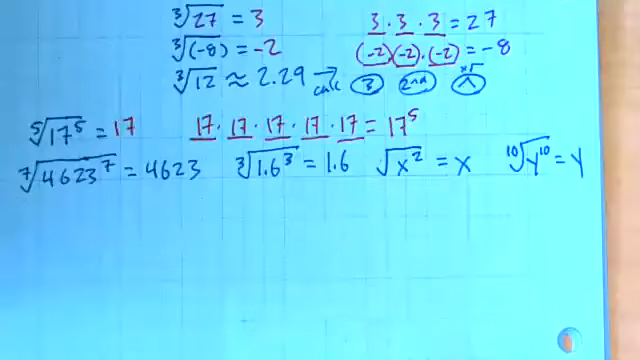 ∛27 = 3 3 · 3 · 3 = 27
∛(-8) = -2 (-2)(-2)·(-2) = -8
∛12 ≈ 2.29 → calc 3 2nd ^ ˣ√
⁵√17⁵ = 17 17 · 17 · 17 · 17 · 17 = 17⁵
⁷√4623⁷ = 4623 ∛1.6³ = 1.6 √x² = x ¹⁰√y¹⁰ = y